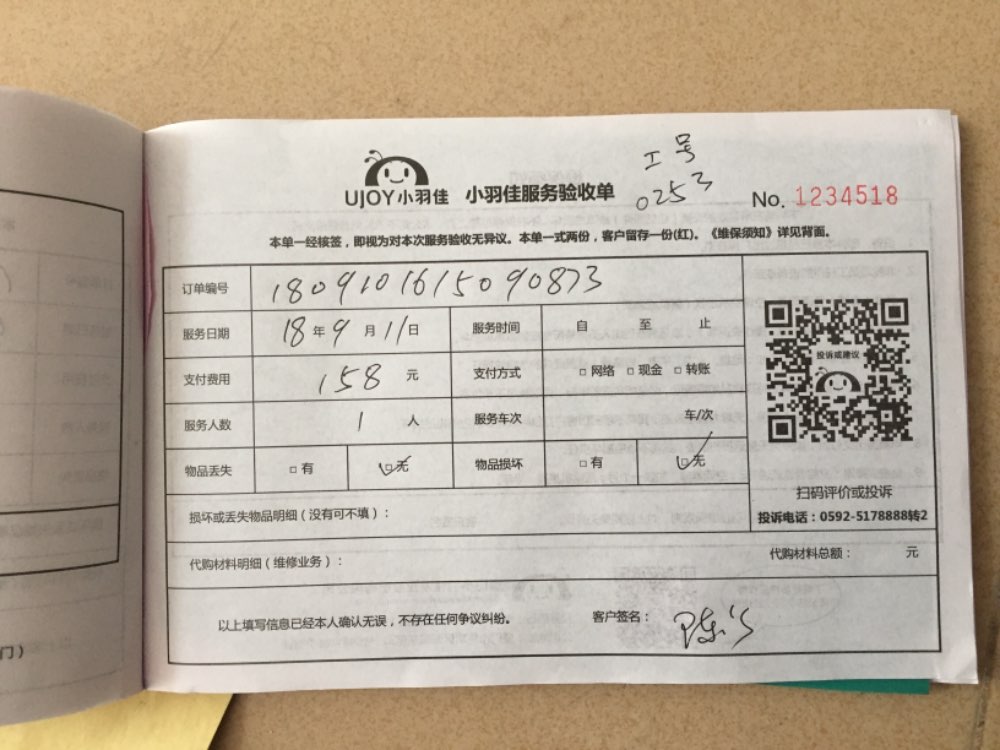 工号
0253
UJOY小羽佳 小羽佳服务验收单
No. 1234518
本单一经核签，即视为对本次服务验收无异议。本单一式两份，客户留存一份(红)。《维保须知》详见背面。
订单编号 1809101615090873
服务日期 18年9月11日 服务时间 自 至 止
支付费用 158 元 支付方式 □网络 □现金 □转账
服务人数 1 人 服务车次 车/次
物品丢失 □有 ☑无 物品损坏 □有 ☑无
投诉或建议
扫码评价或投诉
投诉电话：0592-5178888转2
损坏或丢失物品明细（没有可不填）：
代购材料明细（维修业务）： 代购材料总额： 元
以上填写信息已经本人确认无误，不存在任何争议纠纷。 客户签名：
门）